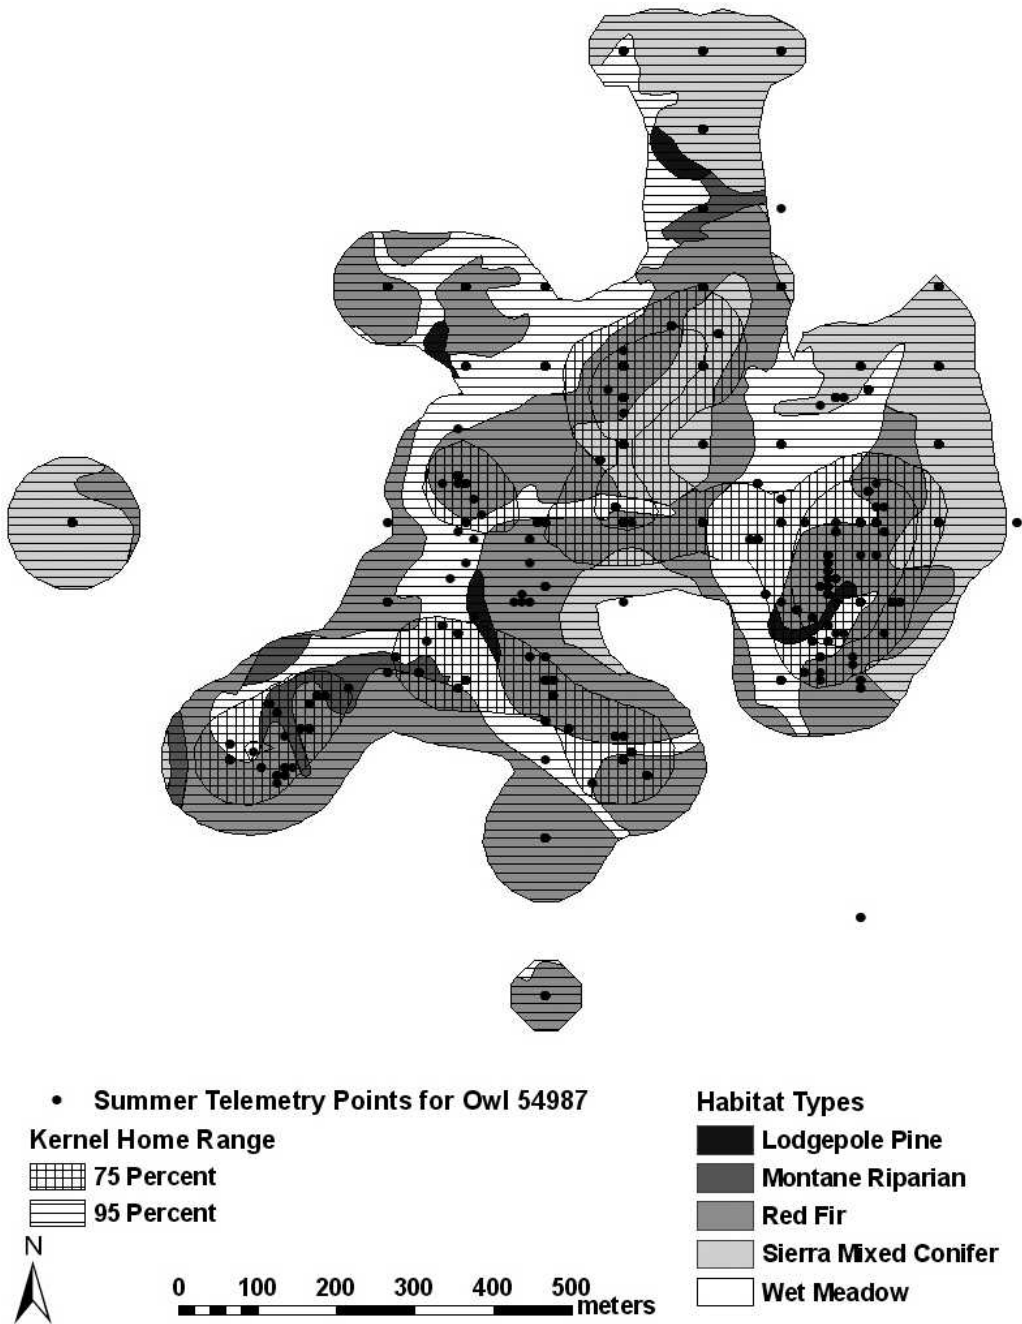 Summer Telemetry Points for Owl 54987
Kernel Home Range
75 Percent
95 Percent
N
0 100 200 300 400 500
meters
Habitat Types
Lodgepole Pine
Montane Riparian
Red Fir
Sierra Mixed Conifer
Wet Meadow